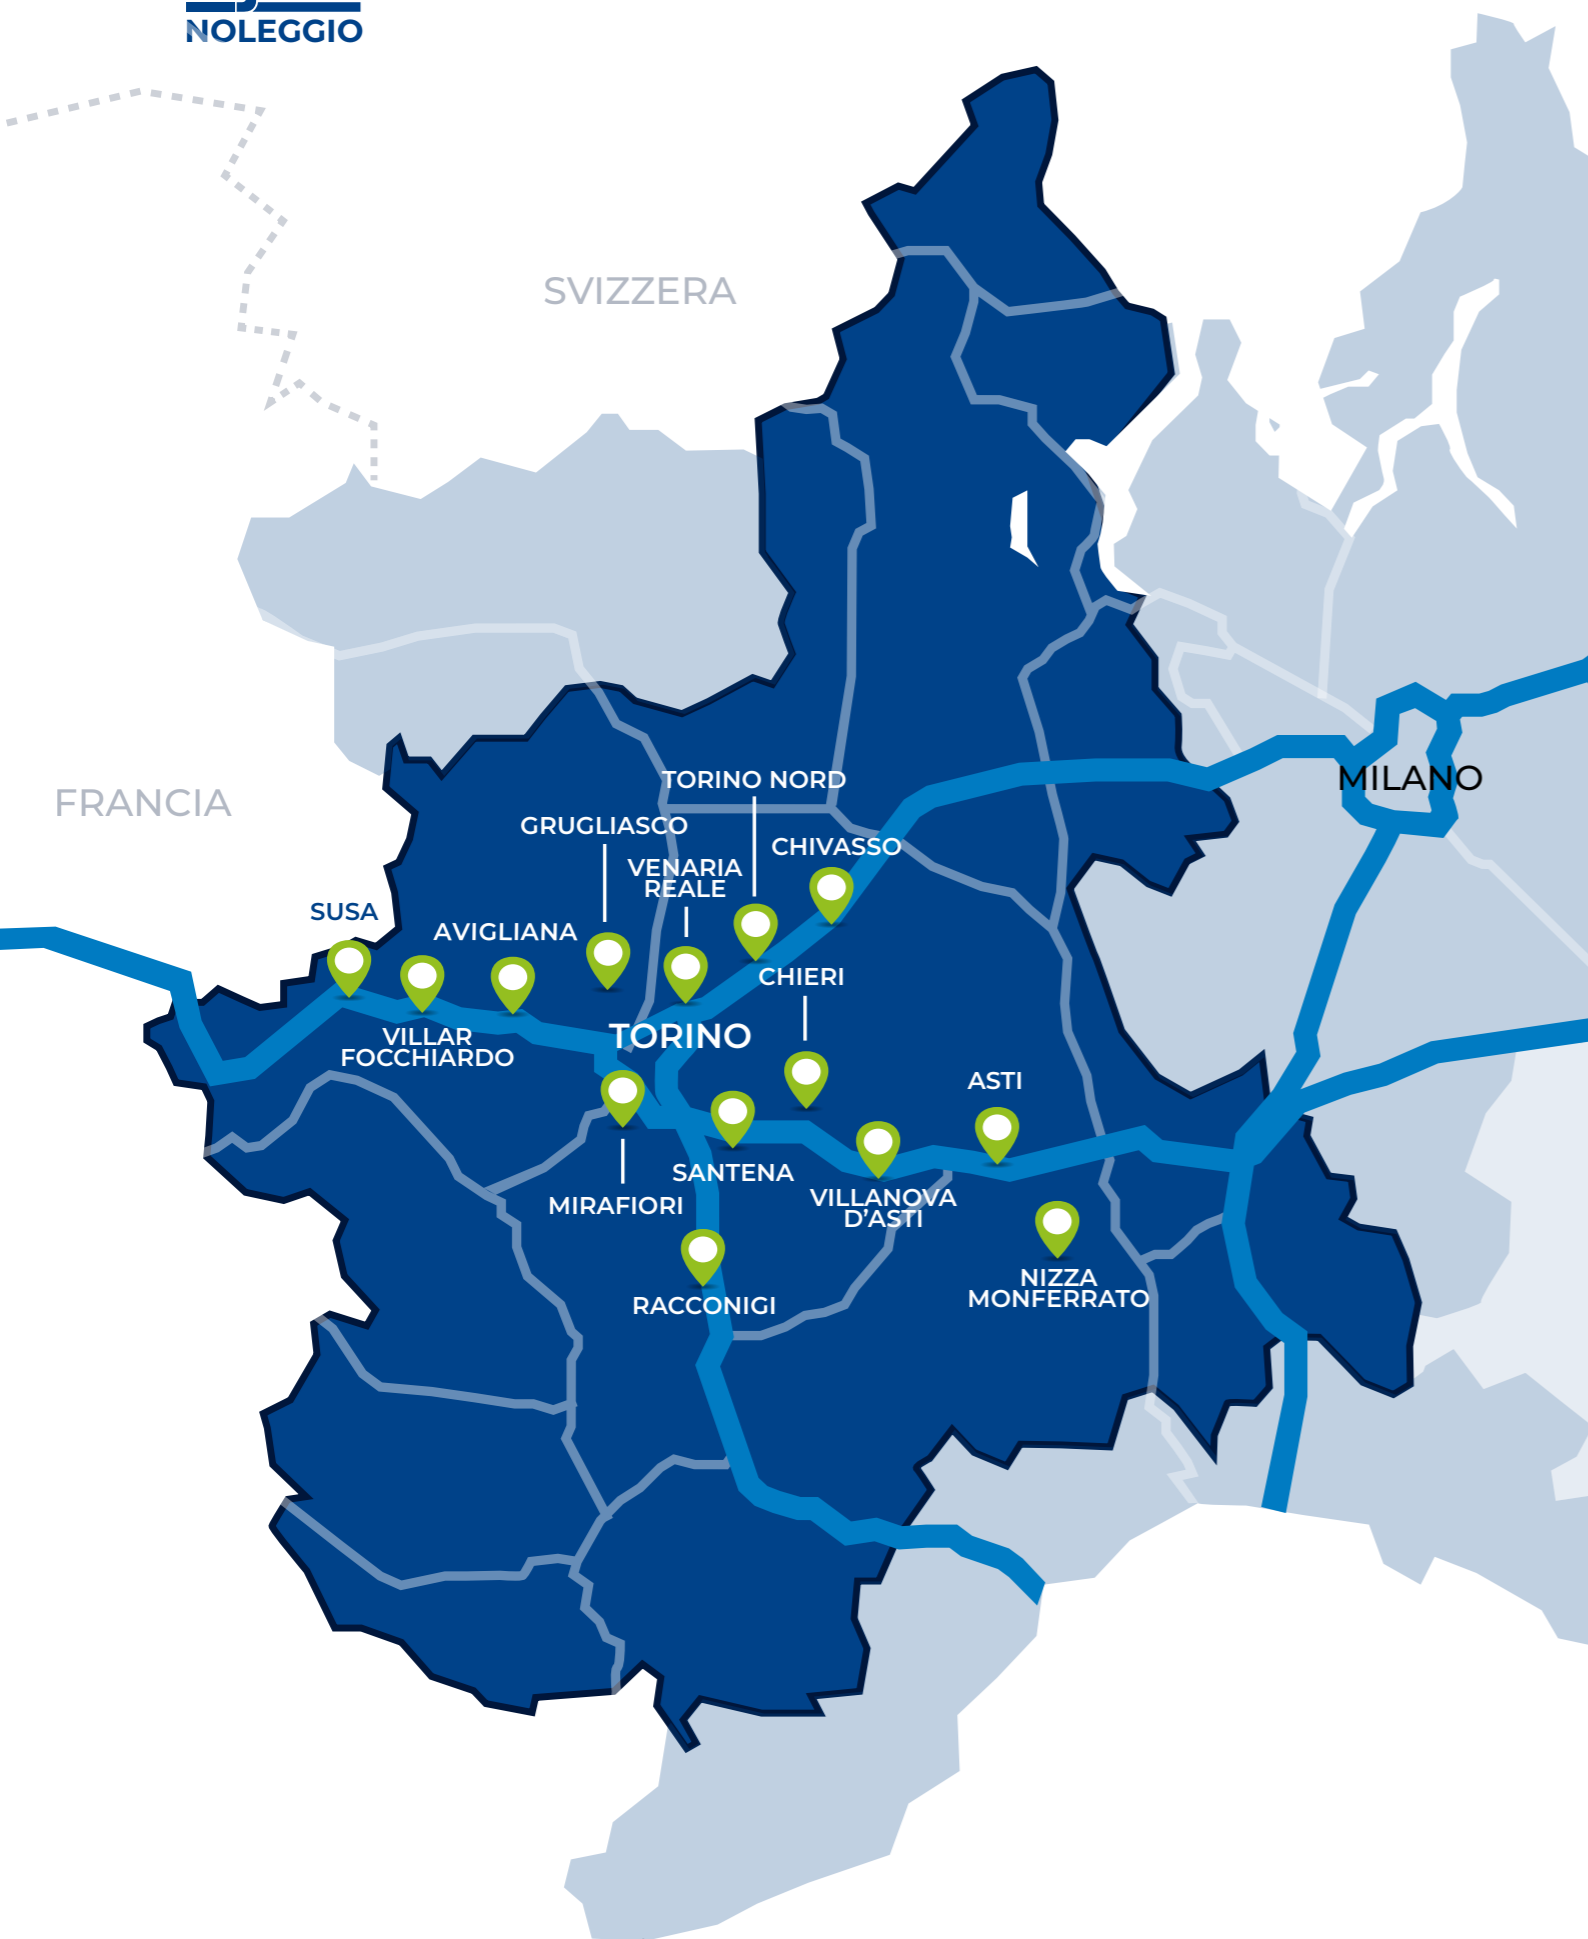 NOLEGGIO
SVIZZERA
FRANCIA
MILANO
TORINO NORD
GRUGLIASCO
CHIVASSO
VENARIA
REALE
SUSA
AVIGLIANA
CHIERI
VILLAR
FOCCHIARDO
TORINO
ASTI
SANTENA
MIRAFIORI
VILLANOVA
D'ASTI
RACCONIGI
NIZZA
MONFERRATO